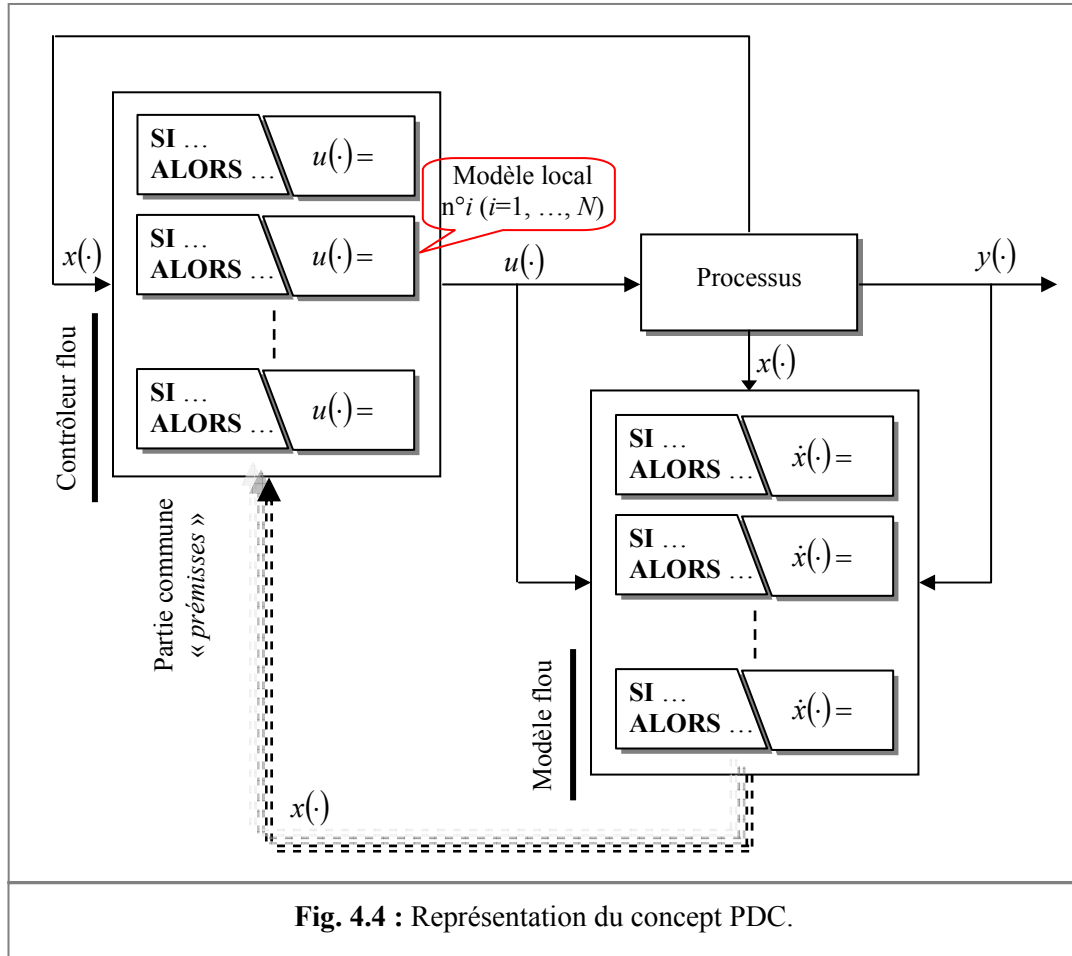 SI …
ALORS …
u(·) =
Modèle local
n°i (i=1, …, N)
SI …
ALORS …
u(·) =
x(·)
u(·)
Processus
y(·)
x(·)
SI …
ALORS …
u(·) =
Contrôleur flou
Partie commune
« prémisses »
SI …
ALORS …
ẋ(·) =
SI …
ALORS …
ẋ(·) =
SI …
ALORS …
ẋ(·) =
Modèle flou
x(·)
Fig. 4.4 : Représentation du concept PDC.